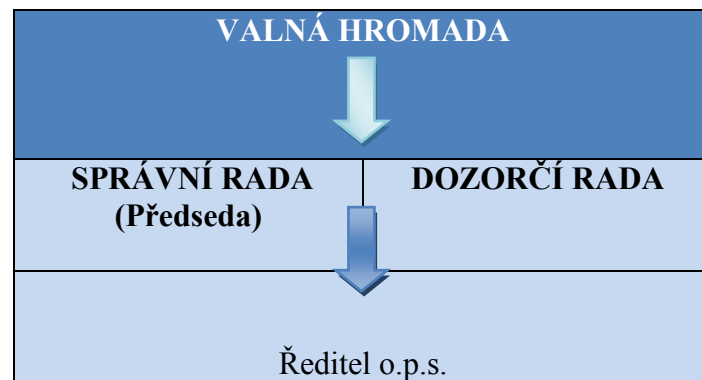 VALNÁ HROMADA
SPRÁVNÍ RADA
(Předseda)
DOZORČÍ RADA
Ředitel o.p.s.